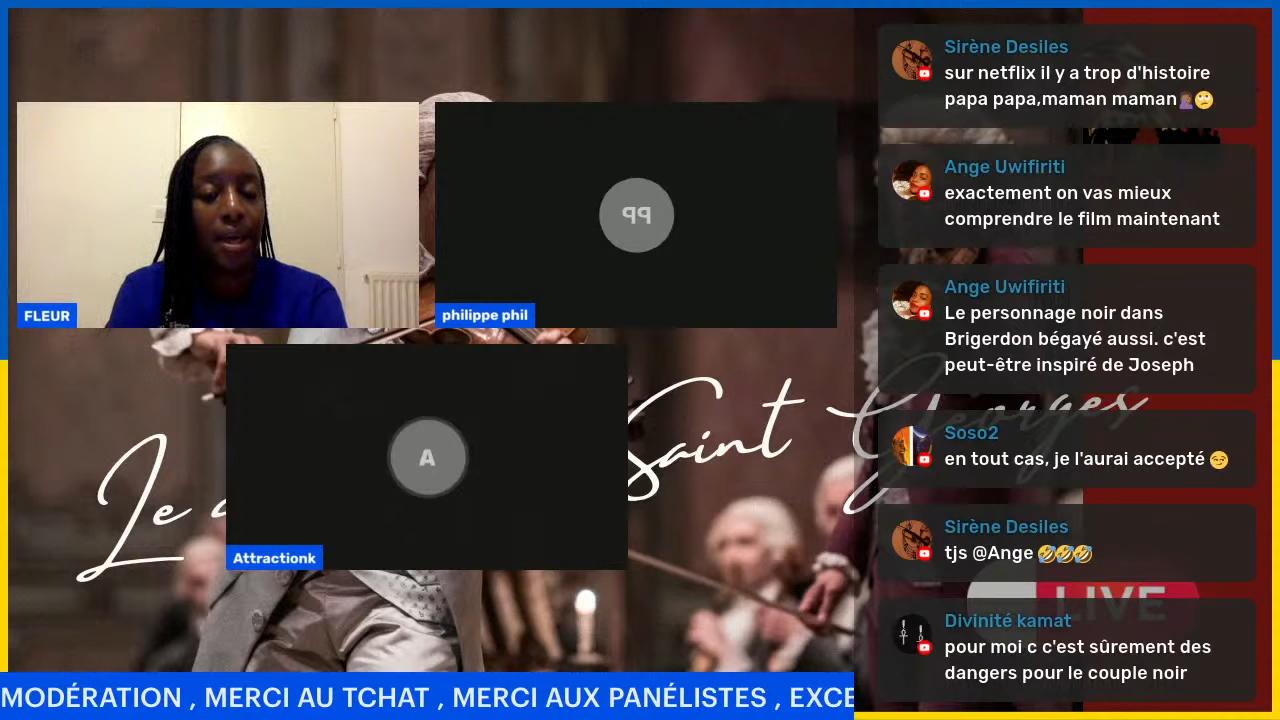 FLEUR
philippe phil
PP
A
Attractionk
Le
Saint Georges
MODÉRATION , MERCI AU TCHAT , MERCI AUX PANÉLISTES , EXCE
Sirène Desiles
sur netflix il y a trop d'histoire
papa papa,maman maman🤦🏾‍♀️🙄
Ange Uwifiriti
exactement on vas mieux
comprendre le film maintenant
Ange Uwifiriti
Le personnage noir dans
Brigerdon bégayé aussi. c'est
peut-être inspiré de Joseph
Soso2
en tout cas, je l'aurai accepté 😏
Sirène Desiles
tjs @Ange 🤣🤣🤣
LIVE
Divinité kamat
pour moi c c'est sûrement des
dangers pour le couple noir